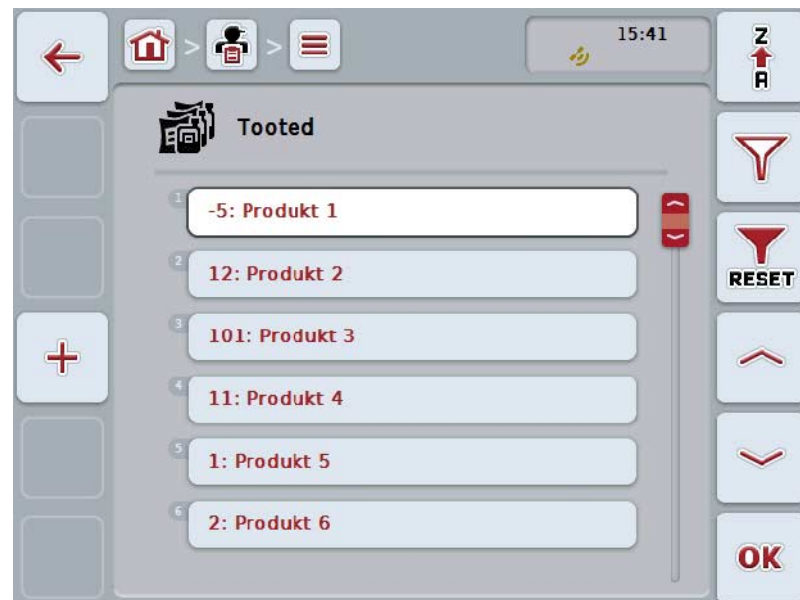 15:41
Z
A
Tooted
1
-5: Produkt 1
2
12: Produkt 2
RESET
3
101: Produkt 3
4
11: Produkt 4
5
1: Produkt 5
6
2: Produkt 6
OK